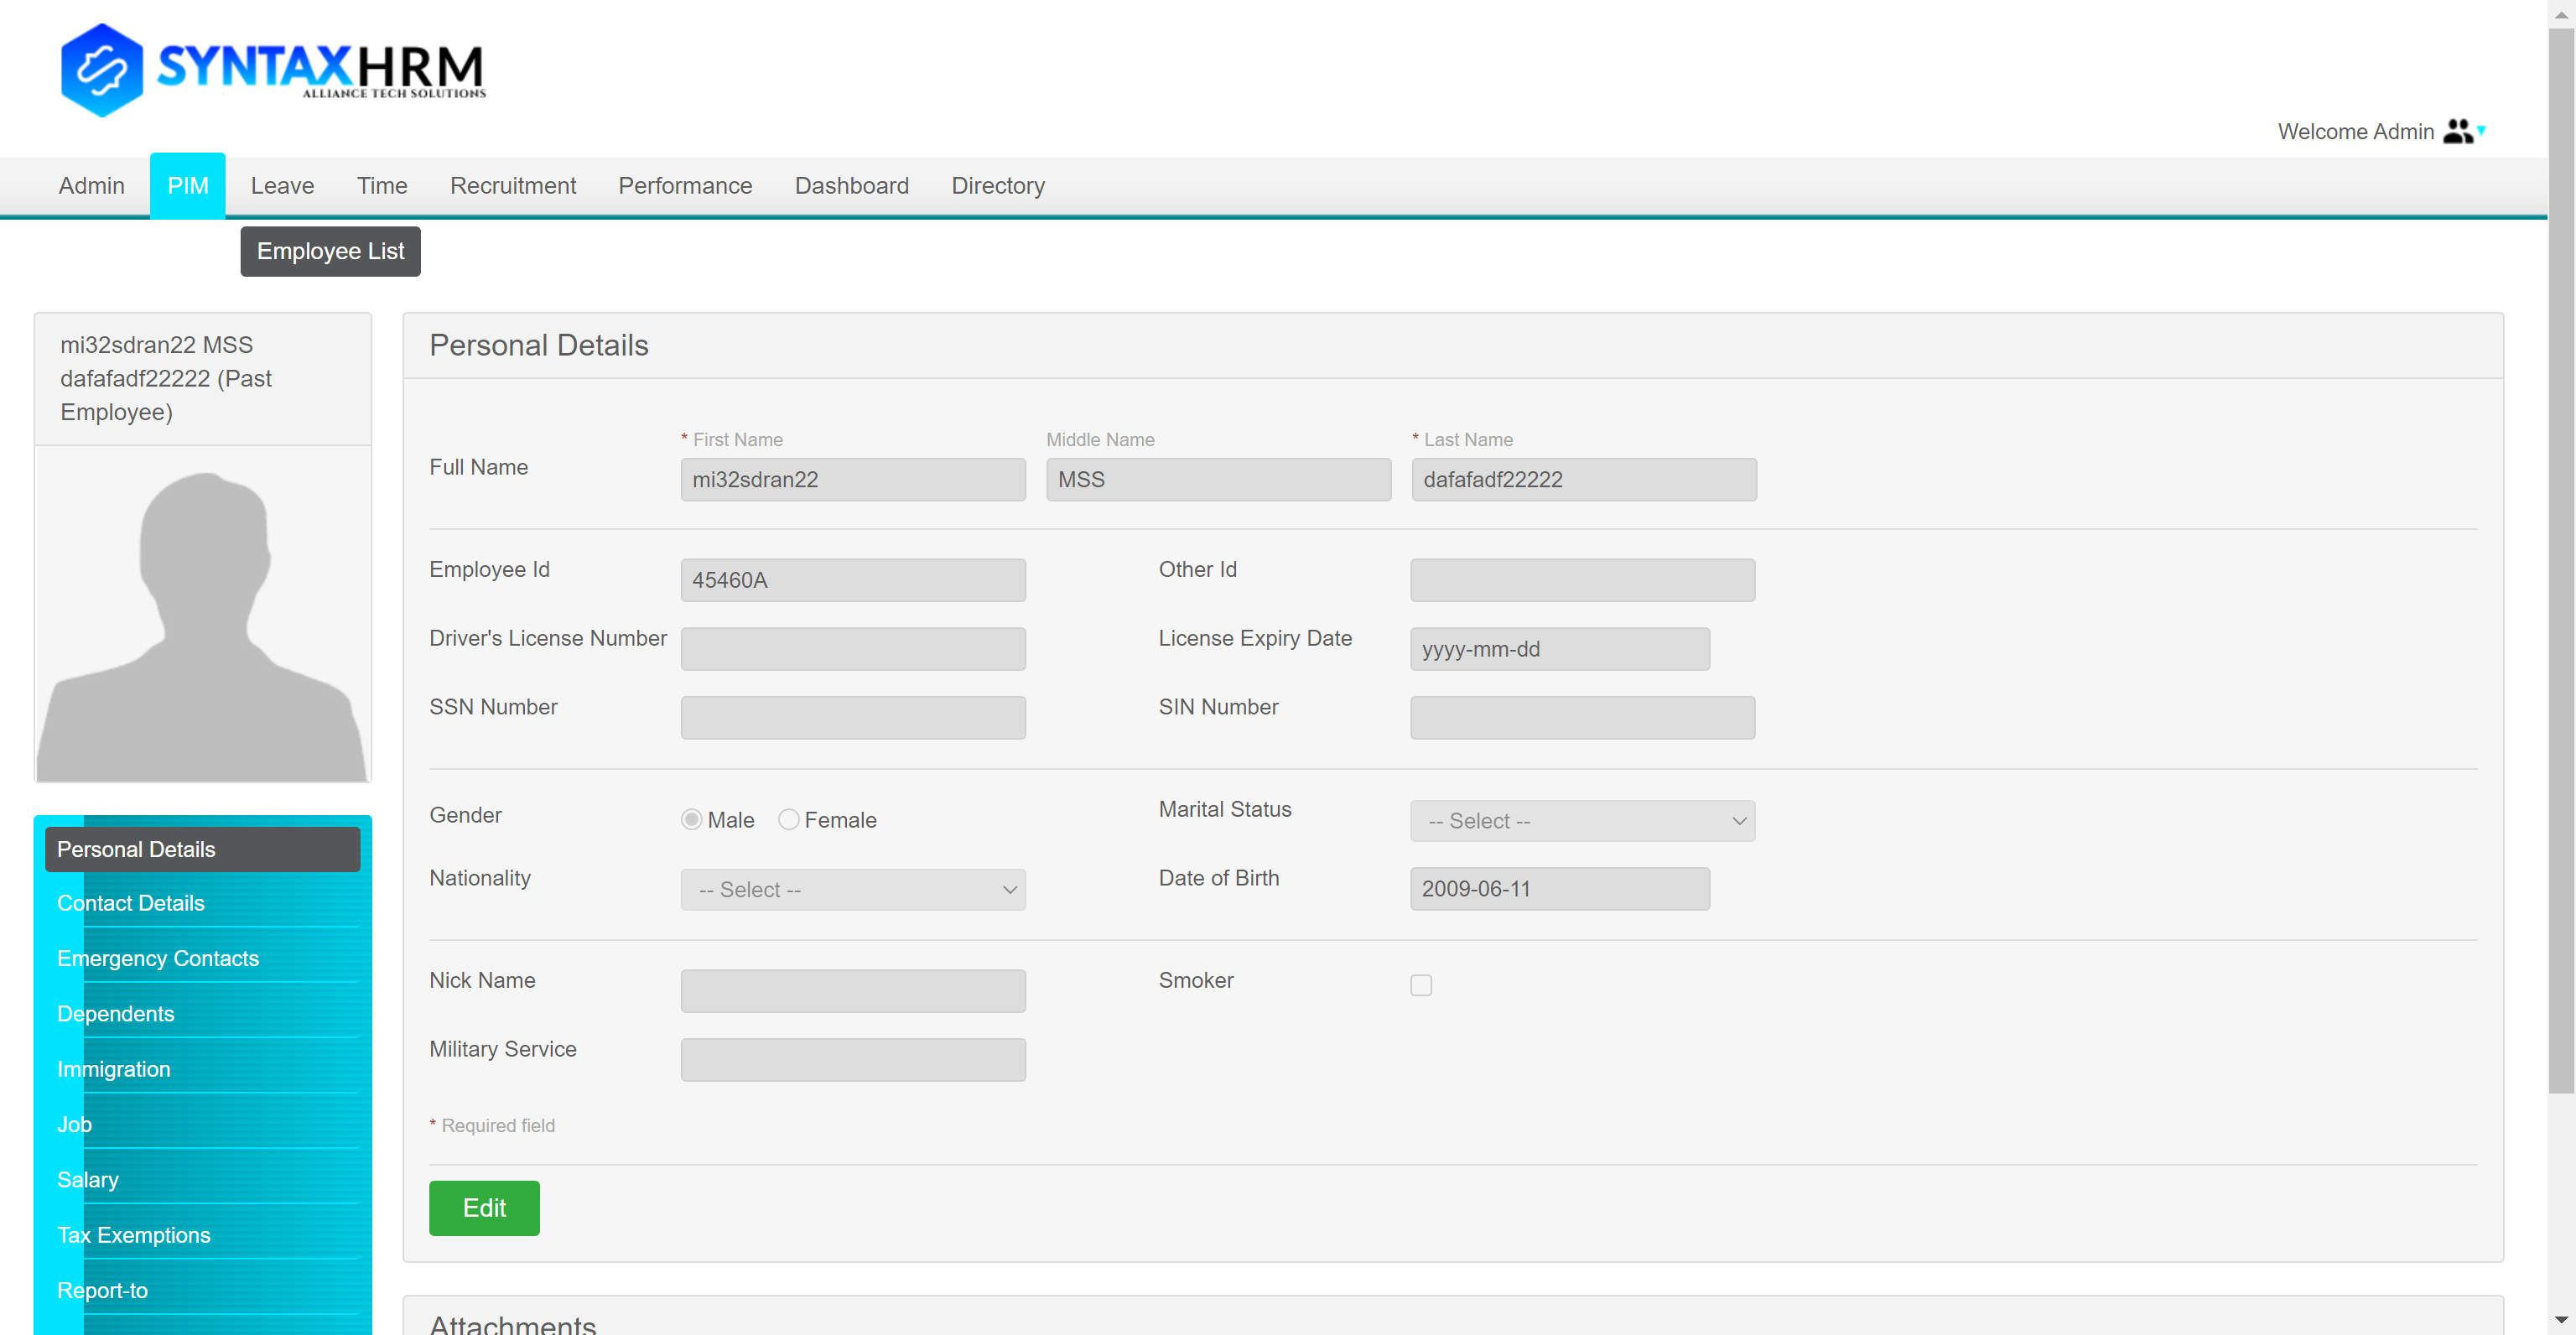 SYNTAXHRM
ALLIANCE TECH SOLUTIONS
Welcome Admin
Admin PIM Leave Time Recruitment Performance Dashboard Directory
Employee List
mi32sdran22 MSS
dafafadf22222 (Past
Employee)
Personal Details
Contact Details
Emergency Contacts
Dependents
Immigration
Job
Salary
Tax Exemptions
Report-to
Personal Details
* First Name Middle Name * Last Name
Full Name mi32sdran22 MSS dafafadf22222
Employee Id 45460A Other Id
Driver's License Number License Expiry Date yyyy-mm-dd
SSN Number SIN Number
Gender Male Female Marital Status -- Select --
Nationality -- Select -- Date of Birth 2009-06-11
Nick Name Smoker
Military Service
* Required field
Edit
Attachments